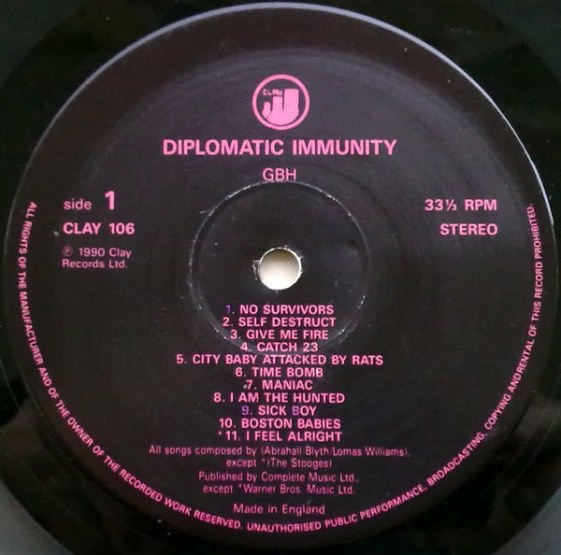 CLAY
DIPLOMATIC IMMUNITY
GBH
side 1
33⅓ RPM
CLAY 106
STEREO
℗ 1990 Clay
Records Ltd.
1. NO SURVIVORS
2. SELF DESTRUCT
3. GIVE ME FIRE
4. CATCH 23
5. CITY BABY ATTACKED BY RATS
6. TIME BOMB
7. MANIAC
8. I AM THE HUNTED
9. SICK BOY
10. BOSTON BABIES
*11. I FEEL ALRIGHT
All songs composed by (Abrahall/Blyth/Lomas/Williams),
except *(The Stooges)
Published by Complete Music Ltd.,
except *Warner Bros. Music Ltd.
Made in England
ALL RIGHTS OF THE MANUFACTURER AND OF THE OWNER OF THE RECORDED WORK RESERVED. UNAUTHORISED PUBLIC PERFORMANCE, BROADCASTING, COPYING AND RENTAL OF THIS RECORD PROHIBITED.